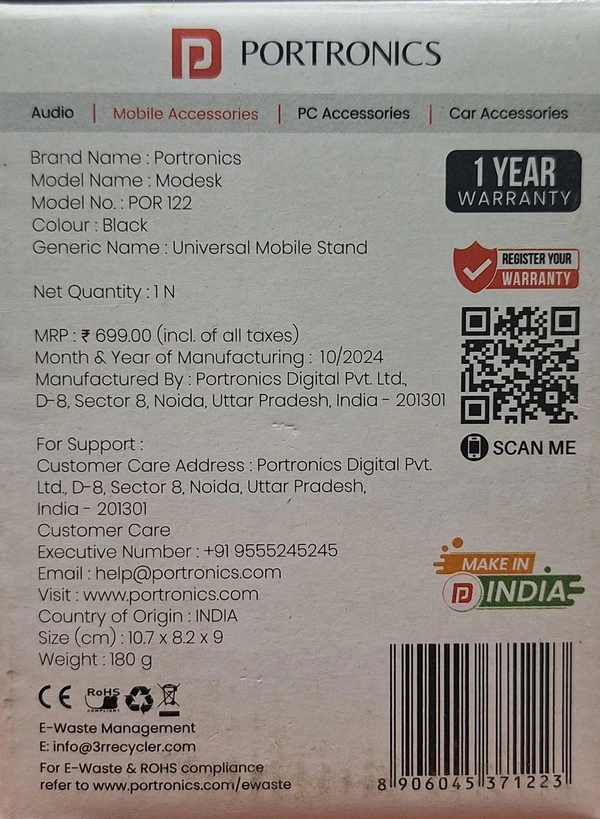 PORTRONICS
Audio | Mobile Accessories | PC Accessories | Car Accessories
Brand Name : Portronics
Model Name : Modesk
Model No. : POR 122
Colour : Black
Generic Name : Universal Mobile Stand
Net Quantity : 1 N
MRP : ₹ 699.00 (incl. of all taxes)
Month & Year of Manufacturing : 10/2024
Manufactured By : Portronics Digital Pvt. Ltd.,
D-8, Sector 8, Noida, Uttar Pradesh, India - 201301
For Support :
Customer Care Address : Portronics Digital Pvt.
Ltd., D-8, Sector 8, Noida, Uttar Pradesh,
India - 201301
Customer Care
Executive Number : +91 9555245245
Email : help@portronics.com
Visit : www.portronics.com
Country of Origin : INDIA
Size (cm) : 10.7 x 8.2 x 9
Weight : 180 g
CE
RoHS
COMPLIANT
E-Waste Management
E: info@3rrecycler.com
For E-Waste & ROHS compliance
refer to www.portronics.com/ewaste
1 YEAR
WARRANTY
REGISTER YOUR
WARRANTY
SCAN ME
MAKE IN
INDIA
8 906045 371223